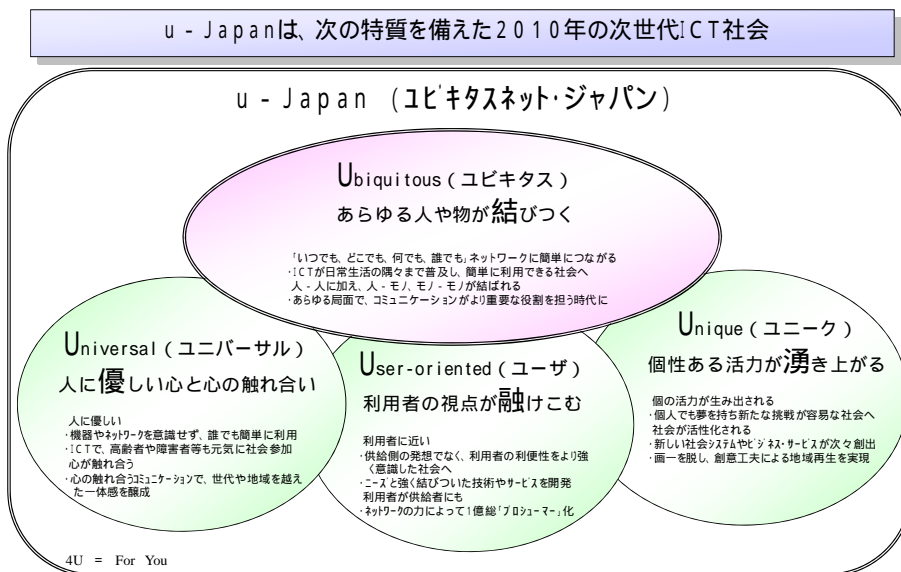 u - Japanは、次の特質を備えた2010年の次世代ICT社会
u - Japan (ユビキタスネット・ジャパン)
Ubiquitous (ユビキタス)
あらゆる人や物が結びつく
「いつでも、どこでも、何でも、誰でも」ネットワークに簡単につながる
・ICTが日常生活の隅々まで普及し、簡単に利用できる社会へ
人 - 人に加え、人 - モノ、モノ - モノが結ばれる
・あらゆる局面で、コミュニケーションがより重要な役割を担う時代に
Universal (ユニバーサル)
人に優しい心と心の触れ合い
人に優しい
・機器やネットワークを意識せず、誰でも簡単に利用
・ICTで、高齢者や障害者等も元気に社会参加
心が触れ合う
・心の触れ合うコミュニケーションで、世代や地域を越え
た一体感を醸成
User-oriented (ユーザ)
利用者の視点が融けこむ
利用者に近い
・供給側の発想でなく、利用者の利便性をより強
く意識した社会へ
・ニーズと強く結びついた技術やサービスを開発
利用者が供給者にも
・ネットワークの力によって1億総「プロシューマー」化
Unique (ユニーク)
個性ある活力が湧き上がる
個の活力が生み出される
・個人でも夢を持ち新たな挑戦が容易な社会へ
社会が活性化される
・新しい社会システムやビジネス・サービスが次々創出
・画一を脱し、創意工夫による地域再生を実現
4U = For You